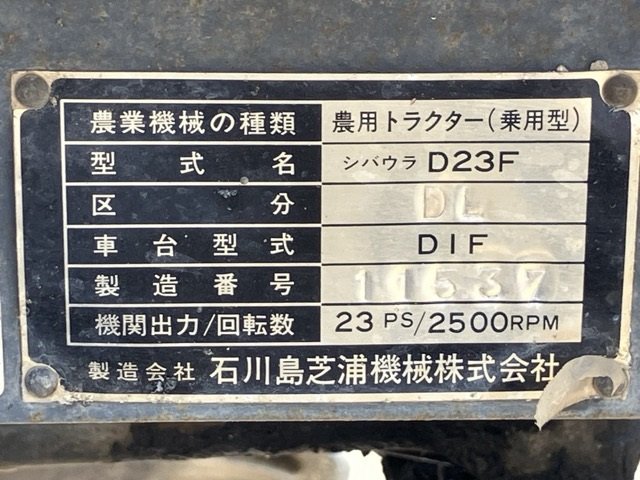 農業機械の種類 農用トラクター(乗用型)
型式名 シバウラ D23F
区分 DL
車台型式 D1F
製造番号 11537
機関出力/回転数 23 PS/2500RPM
製造会社 石川島芝浦機械株式会社